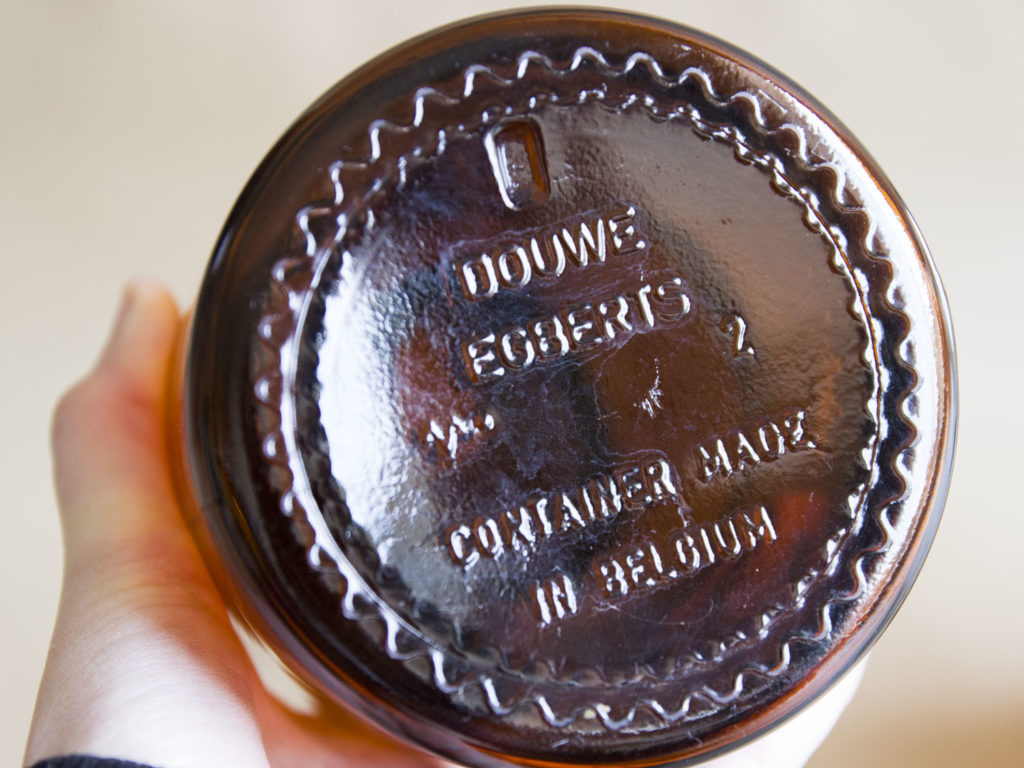 DOUWE
EGBERTS
2
CONTAINER MADE
IN BELGIUM